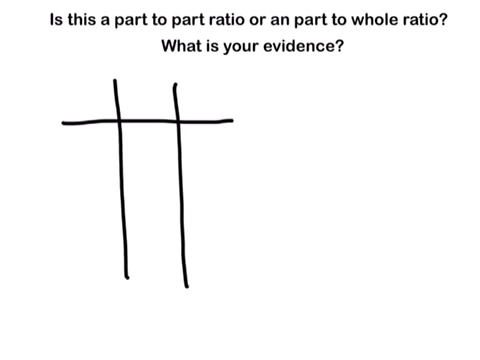 Is this a part to part ratio or an part to whole ratio?
What is your evidence?